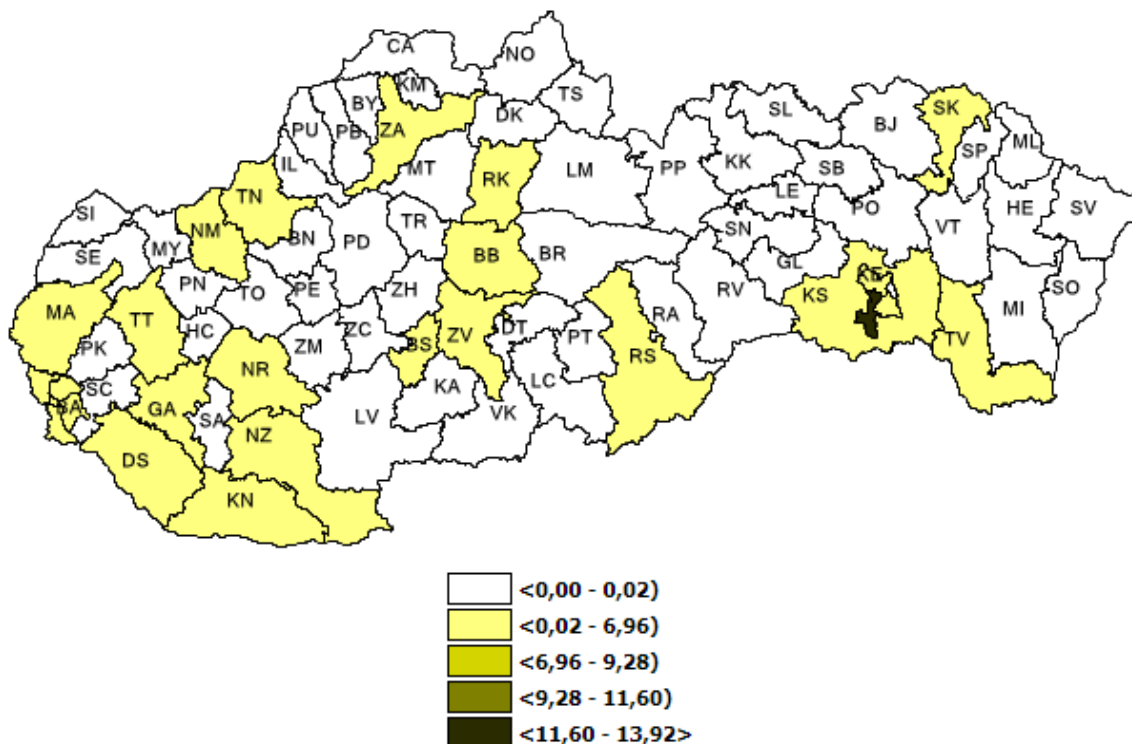 CA
NO
KM
TS
BY
SL
SK
PU
PB
ZA
DK
BJ
SP
ML
IL
MT
RK
LM
PP
KK
SB
TN
LE
SI
NM
TR
PO
HE
SV
BN
PD
SN
VT
SE
MY
BB
BR
GL
KE
PN
TO
PE
ZH
RV
KS
SO
MA
TT
HC
ZM
ZC
BS
ZV
DT
PT
RA
MI
TV
PK
NR
RS
SC
KA
LC
BA
GA
SA
LV
VK
NZ
DS
KN
<0,00 - 0,02)
<0,02 - 6,96)
<6,96 - 9,28)
<9,28 - 11,60)
<11,60 - 13,92>